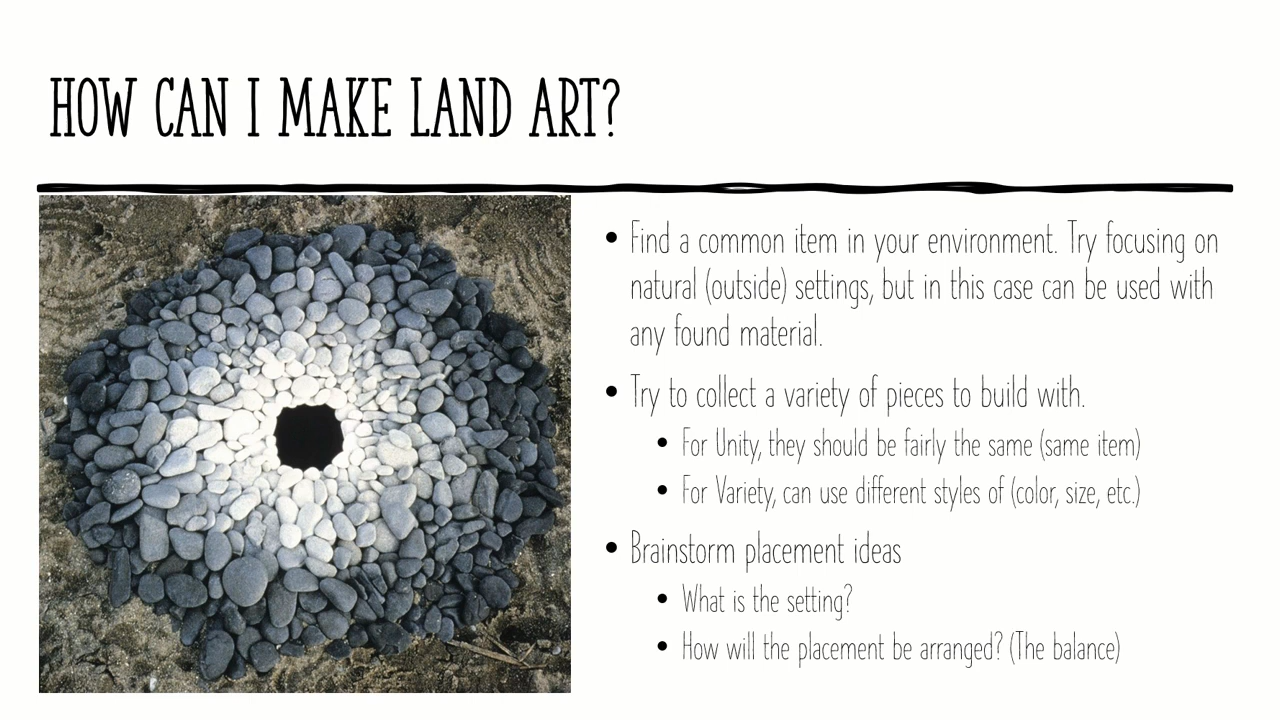 HOW CAN I MAKE LAND ART?
• Find a common item in your environment. Try focusing on
natural (outside) settings, but in this case can be used with
any found material.
• Try to collect a variety of pieces to build with.
• For Unity, they should be fairly the same (same item)
• For Variety, can use different styles of (color, size, etc.)
• Brainstorm placement ideas
• What is the setting?
• How will the placement be arranged? (The balance)